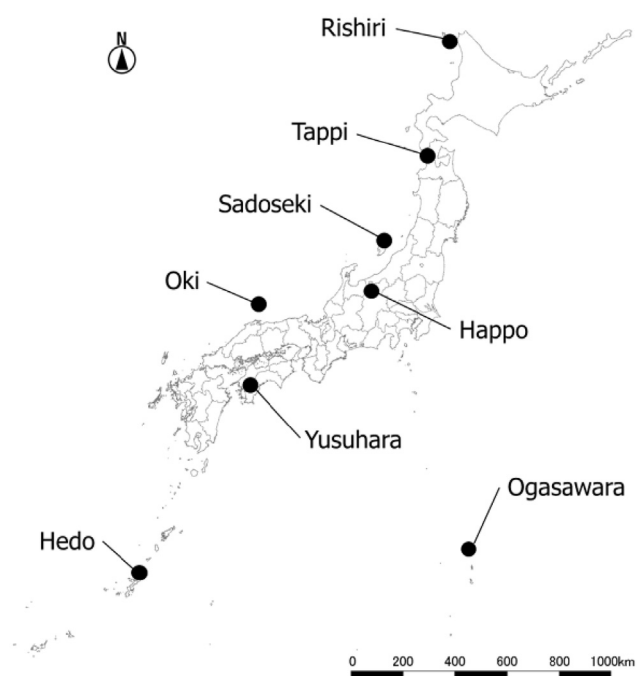 Rishiri
N
Tappi
Sadoseki
Oki
Happo
Yusuhara
Ogasawara
Hedo
0 200 400 600 800 1000km